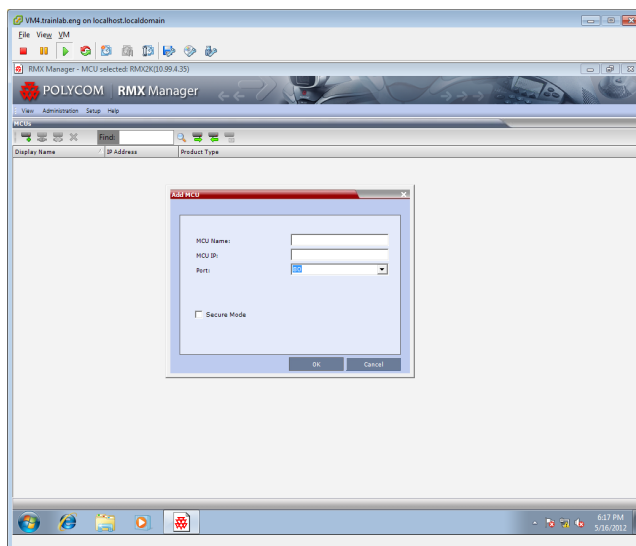 VM4.trainlab.eng on localhost.localdomain
File View VM
RMX Manager - MCU selected: RMX2K(10.99.4.35)
POLYCOM | RMX Manager
View Administration Setup Help
MCUs
Find:
Display Name IP Address Product Type
Add MCU
MCU Name:
MCU IP:
Port: 80
Secure Mode
OK Cancel
6:17 PM
5/16/2012